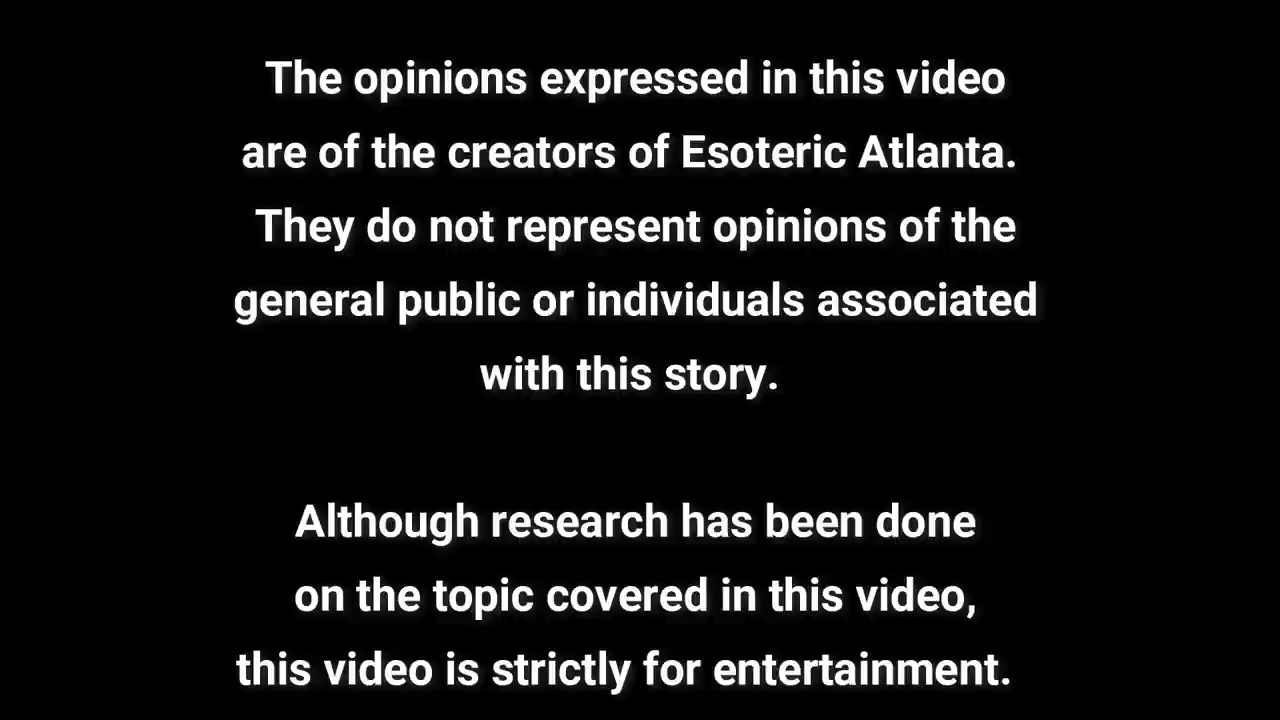 The opinions expressed in this video
are of the creators of Esoteric Atlanta.
They do not represent opinions of the
general public or individuals associated
with this story.
Although research has been done
on the topic covered in this video,
this video is strictly for entertainment.